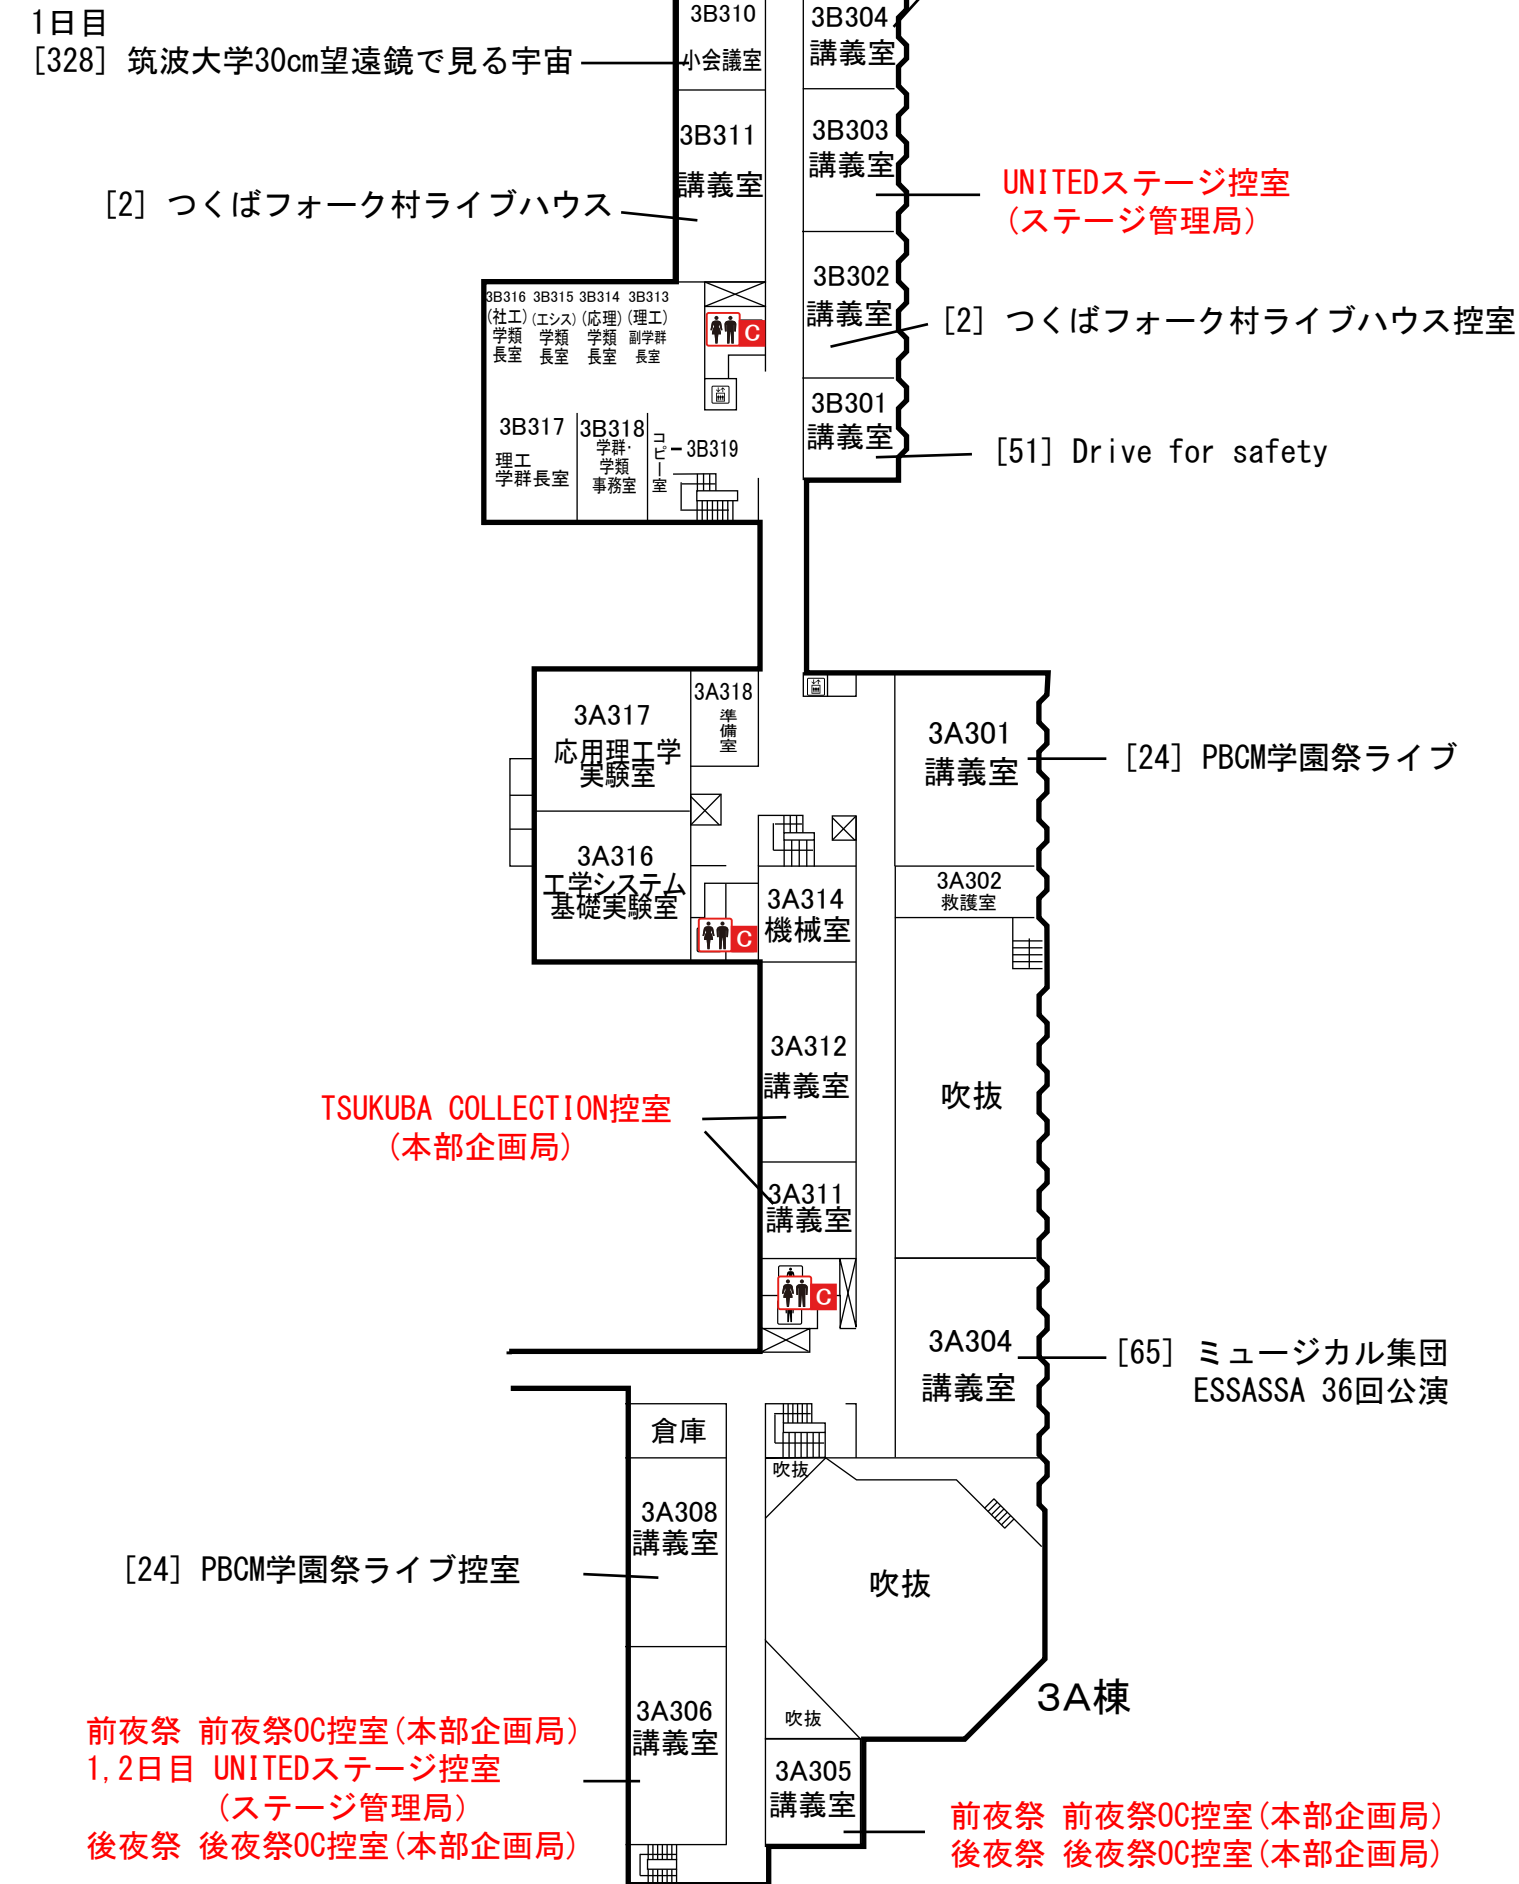 1日目
[328] 筑波大学30cm望遠鏡で見る宇宙
3B310
小会議室
3B304
講義室
3B311
講義室
3B303
講義室
UNITEDステージ控室
(ステージ管理局)
[2] つくばフォーク村ライブハウス
3B302
講義室
[2] つくばフォーク村ライブハウス控室
3B316
(社工)
学類
長室
3B315
(エシス)
学類
長室
3B314
(応理)
学類
長室
3B313
(理工)
副学群
長室
C
3B301
講義室
[51] Drive for safety
3B317
理工
学群長室
3B318
学群・
学類
事務室
コピー室
3B319
3A317
応用理工学
実験室
3A318
準備室
3A301
講義室
[24] PBCM学園祭ライブ
3A316
工学システム
基礎実験室
C
3A314
機械室
3A302
救護室
3A312
講義室
吹抜
TSUKUBA COLLECTION控室
(本部企画局)
3A311
講義室
C
3A304
講義室
[65] ミュージカル集団
ESSASSA 36回公演
倉庫
吹抜
3A308
講義室
[24] PBCM学園祭ライブ控室
吹抜
3A棟
3A306
講義室
吹抜
前夜祭 前夜祭OC控室(本部企画局)
1,2日目 UNITEDステージ控室
(ステージ管理局)
後夜祭 後夜祭OC控室(本部企画局)
3A305
講義室
前夜祭 前夜祭OC控室(本部企画局)
後夜祭 後夜祭OC控室(本部企画局)